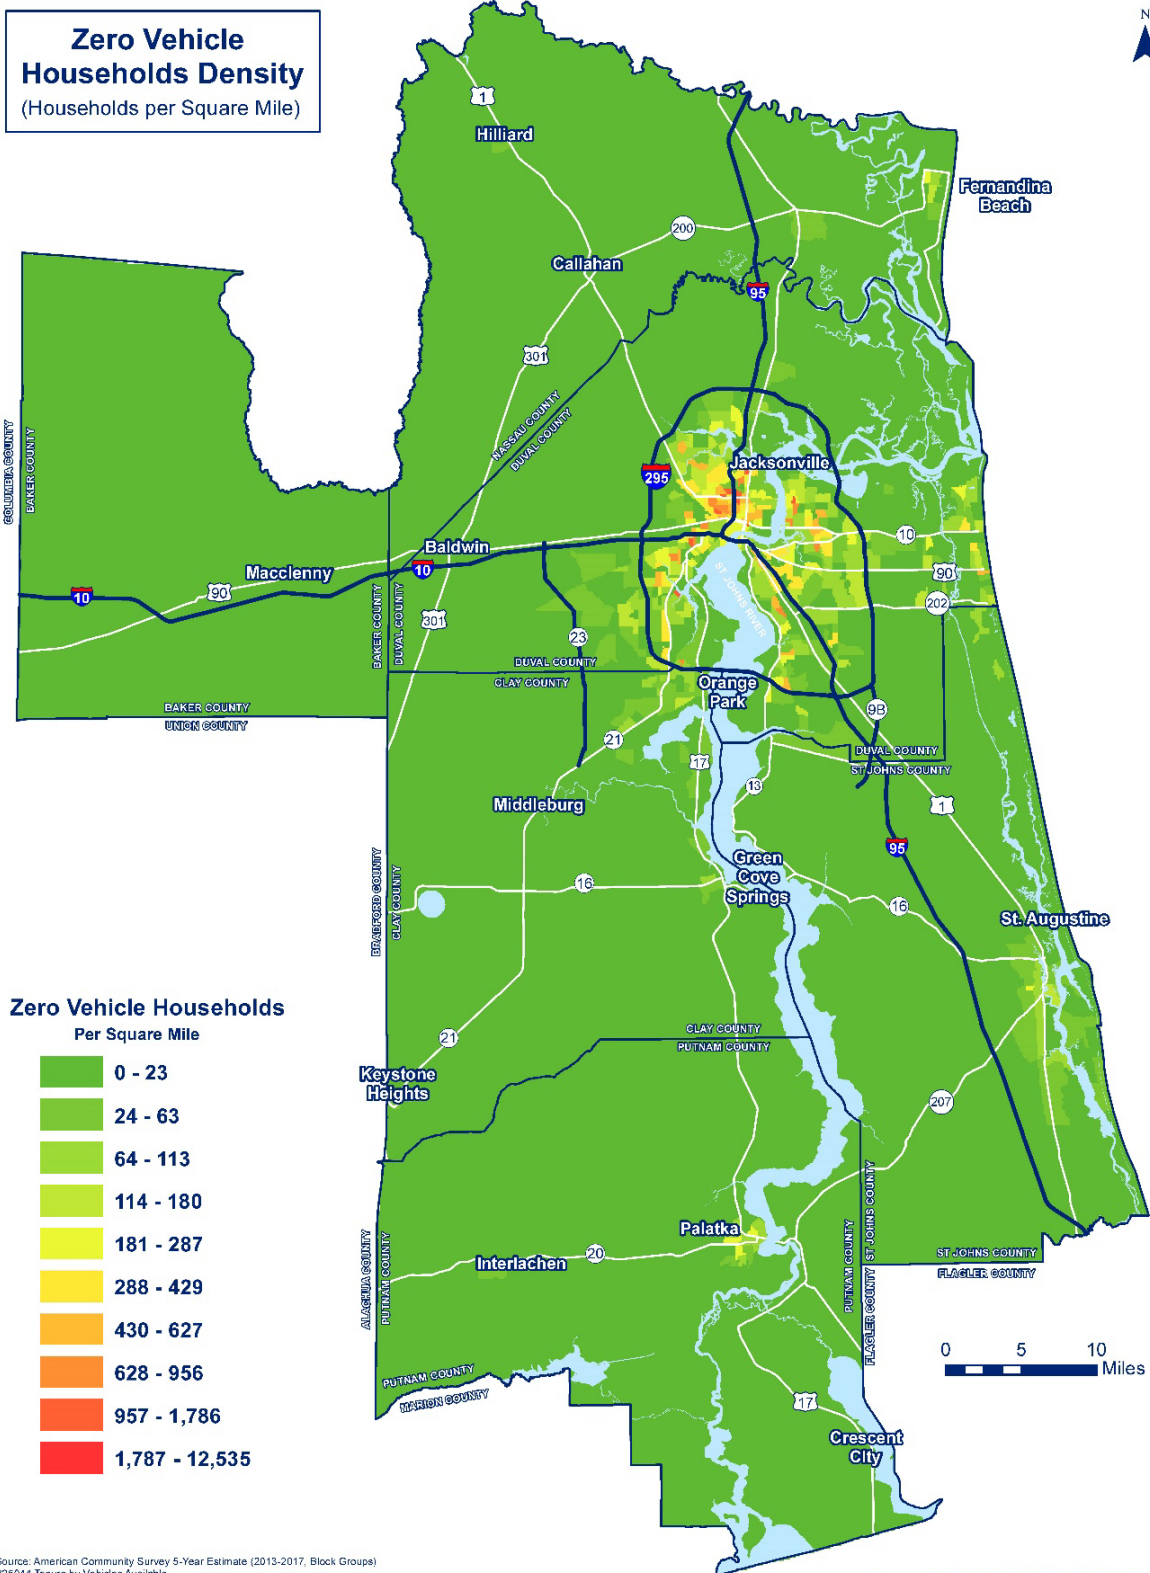 Zero Vehicle
Households Density
(Households per Square Mile)
N
1
Hilliard
Fernandina
Beach
200
Callahan
95
301
NASSAU COUNTY
DUVAL COUNTY
COLUMBIA COUNTY
BAKER COUNTY
Jacksonville
295
10
Baldwin
10
Macclenny
90
10
90
301
202
ST JOHNS RIVER
BAKER COUNTY
DUVAL COUNTY
23
DUVAL COUNTY
CLAY COUNTY
Orange
Park
BAKER COUNTY
UNION COUNTY
9B
21
17
DUVAL COUNTY
ST JOHNS COUNTY
13
Middleburg
1
95
Green
Cove
Springs
BRADFORD COUNTY
CLAY COUNTY
16
16
St. Augustine
Zero Vehicle Households
Per Square Mile
0 - 23
24 - 63
64 - 113
114 - 180
181 - 287
288 - 429
430 - 627
628 - 956
957 - 1,786
1,787 - 12,535
CLAY COUNTY
PUTNAM COUNTY
21
Keystone
Heights
207
Palatka
20
Interlachen
ALACHUA COUNTY
PUTNAM COUNTY
PUTNAM COUNTY
ST JOHNS COUNTY
FLAGLER COUNTY
ST JOHNS COUNTY
FLAGLER COUNTY
0 5 10
Miles
PUTNAM COUNTY
MARION COUNTY
17
Crescent
City
Source: American Community Survey 5-Year Estimate (2013-2017, Block Groups)
Tenure by Vehicles Available